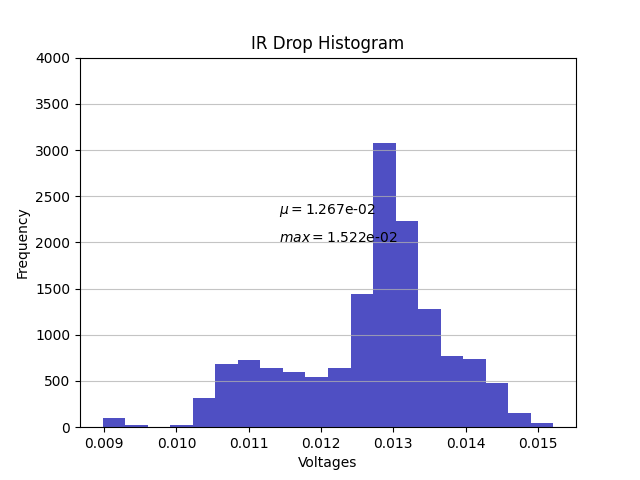 IR Drop Histogram
4000
3500
3000
2500
2000
1500
1000
500
0
Frequency
μ = 1.267e-02
max = 1.522e-02
0.009 0.010 0.011 0.012 0.013 0.014 0.015
Voltages